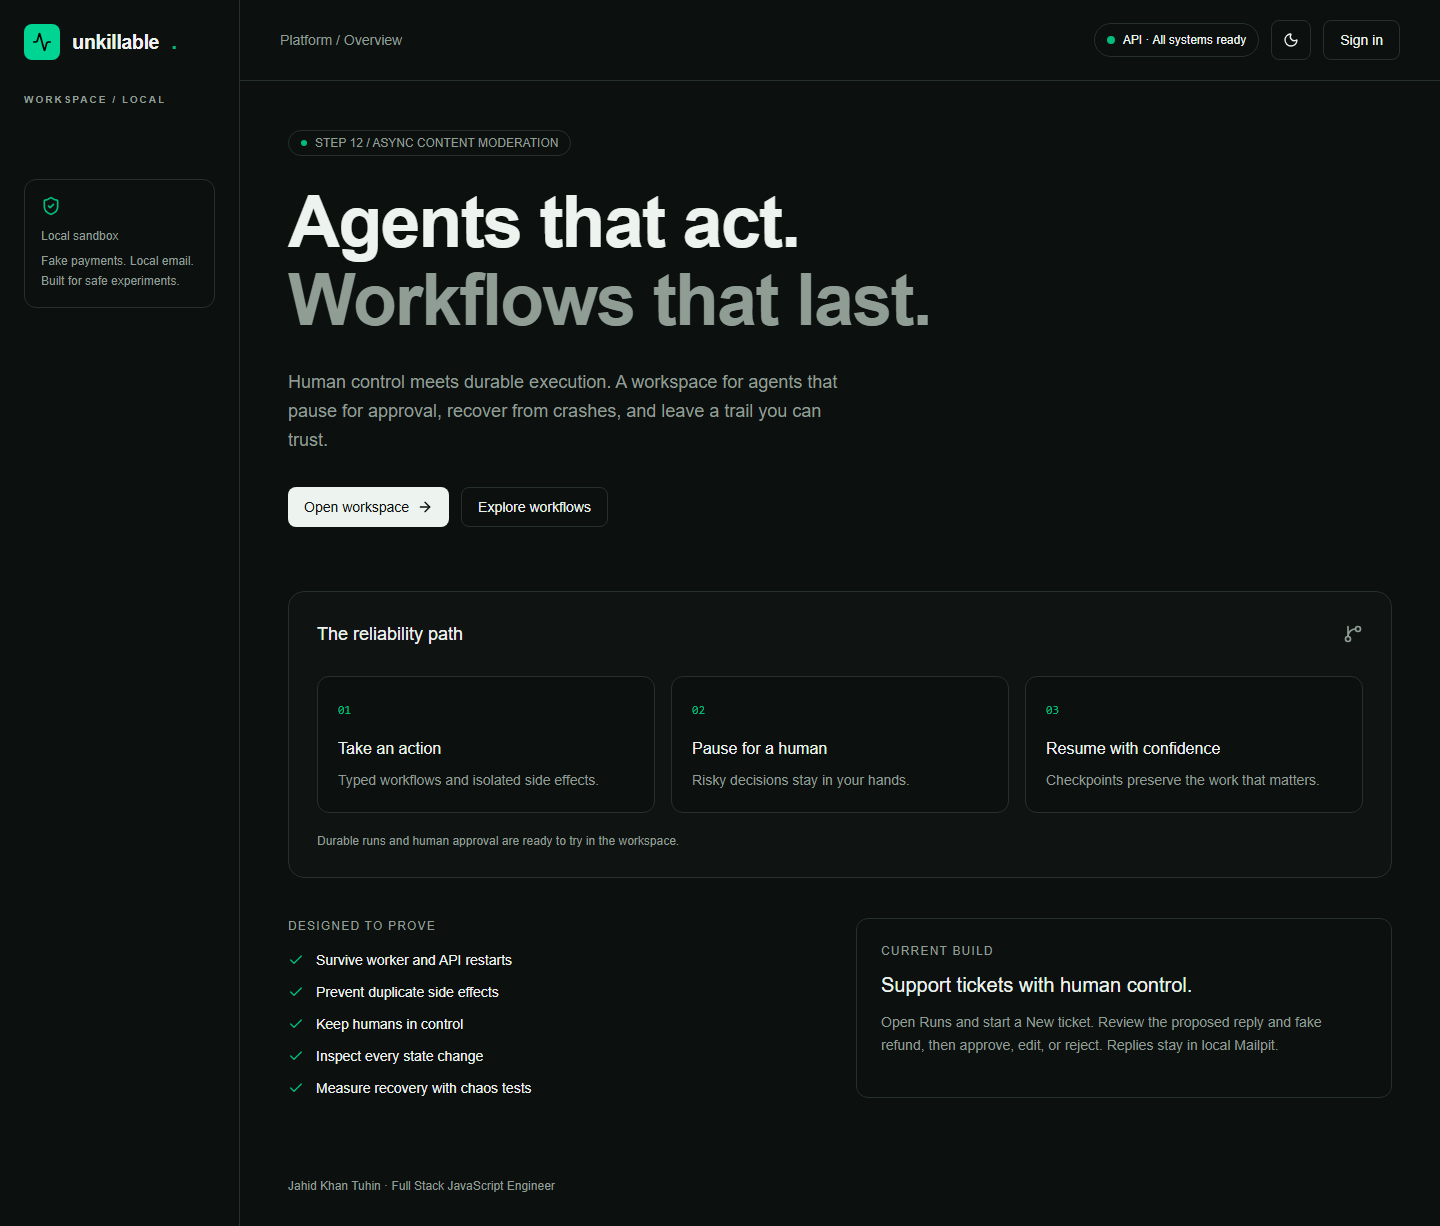 unkillable .
WORKSPACE / LOCAL
Local sandbox
Fake payments. Local email.
Built for safe experiments.
Platform / Overview
API · All systems ready
Sign in
STEP 12 / ASYNC CONTENT MODERATION
Agents that act.
Workflows that last.
Human control meets durable execution. A workspace for agents that
pause for approval, recover from crashes, and leave a trail you can
trust.
Open workspace
Explore workflows
The reliability path
01
Take an action
Typed workflows and isolated side effects.
02
Pause for a human
Risky decisions stay in your hands.
03
Resume with confidence
Checkpoints preserve the work that matters.
Durable runs and human approval are ready to try in the workspace.
DESIGNED TO PROVE
Survive worker and API restarts
Prevent duplicate side effects
Keep humans in control
Inspect every state change
Measure recovery with chaos tests
CURRENT BUILD
Support tickets with human control.
Open Runs and start a New ticket. Review the proposed reply and fake
refund, then approve, edit, or reject. Replies stay in local Mailpit.
Jahid Khan Tuhin · Full Stack JavaScript Engineer